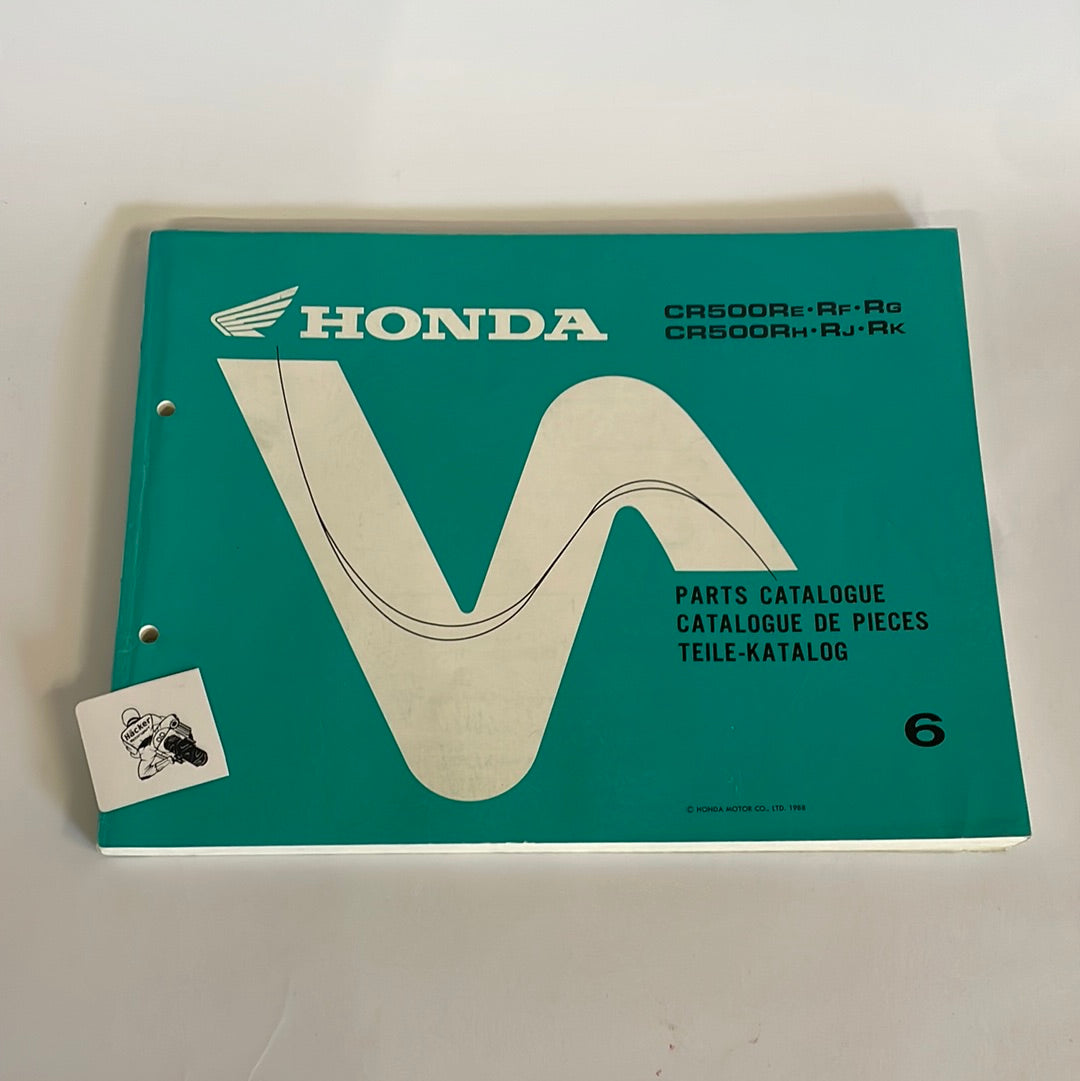 HONDA
CR500RE·RF·RG
CR500RH·RJ·RK
PARTS CATALOGUE
CATALOGUE DE PIECES
TEILE-KATALOG
6
© HONDA MOTOR CO., LTD. 1988
Häcker